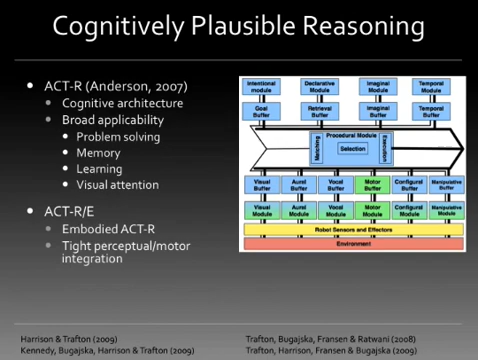 Cognitively Plausible Reasoning
ACT-R (Anderson, 2007)
Cognitive architecture
Broad applicability
Problem solving
Memory
Learning
Visual attention
ACT-R/E
Embodied ACT-R
Tight perceptual/motor
integration
Intentional module
Declarative Module
Imaginal Module
Temporal Module
Goal Buffer
Retrieval Buffer
Imaginal Buffer
Temporal Buffer
Procedural Module
Matching
Selection
Execution
Visual Buffer
Aural Buffer
Vocal Buffer
Motor Buffer
Configural Buffer
Manipulative Buffer
Visual Module
Aural Module
Vocal Module
Motor Module
Configural Module
Manipulative Module
Robot Sensors and Effectors
Environment
Harrison & Trafton (2009)
Kennedy, Bugajska, Harrison & Trafton (2009)
Trafton, Bugajska, Fransen & Ratwani (2008)
Trafton, Harrison, Fransen & Bugajska (2009)